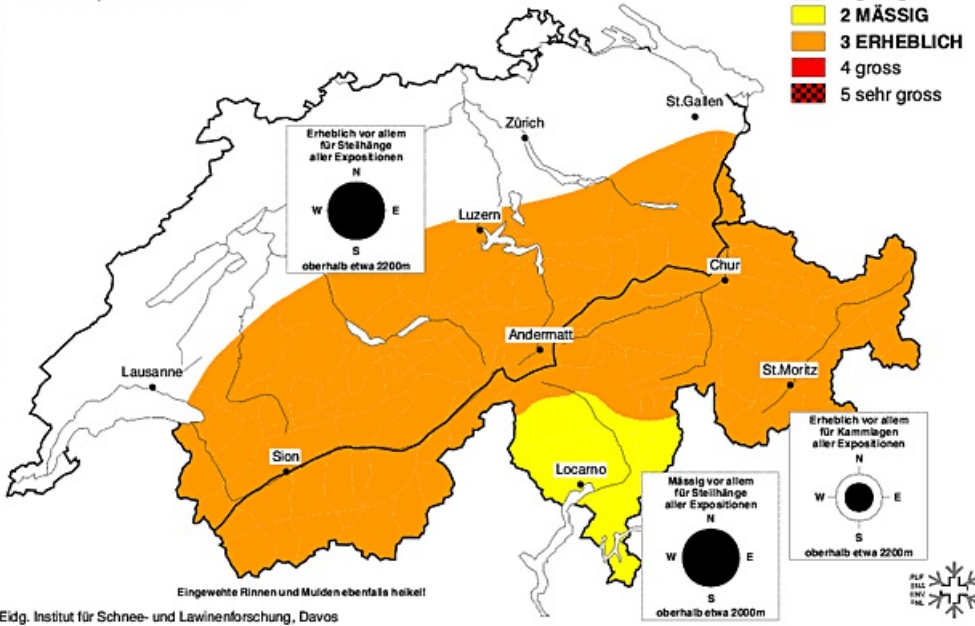 2 MÄSSIG
3 ERHEBLICH
4 gross
5 sehr gross
St.Gallen
Zürich
Erheblich vor allem
für Steilhänge
aller Expositionen
N
W E
S
oberhalb etwa 2200m
Luzern
Chur
Andermatt
Lausanne
St.Moritz
Sion
Locarno
Erheblich vor allem
für Kammlagen
aller Expositionen
N
W E
S
oberhalb etwa 2200m
Mässig vor allem
für Steilhänge
aller Expositionen
N
W E
S
oberhalb etwa 2000m
Eingewehte Rinnen und Mulden ebenfalls heikel!
Eidg. Institut für Schnee- und Lawinenforschung, Davos